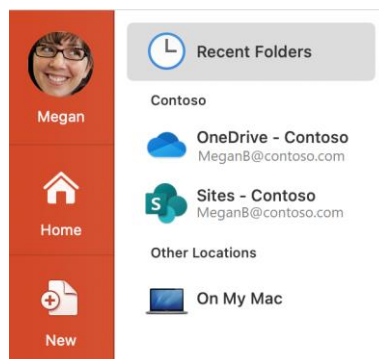 Megan
Home
New
Recent Folders
Contoso
OneDrive - Contoso
MeganB@contoso.com
S
Sites - Contoso
MeganB@contoso.com
Other Locations
On My Mac